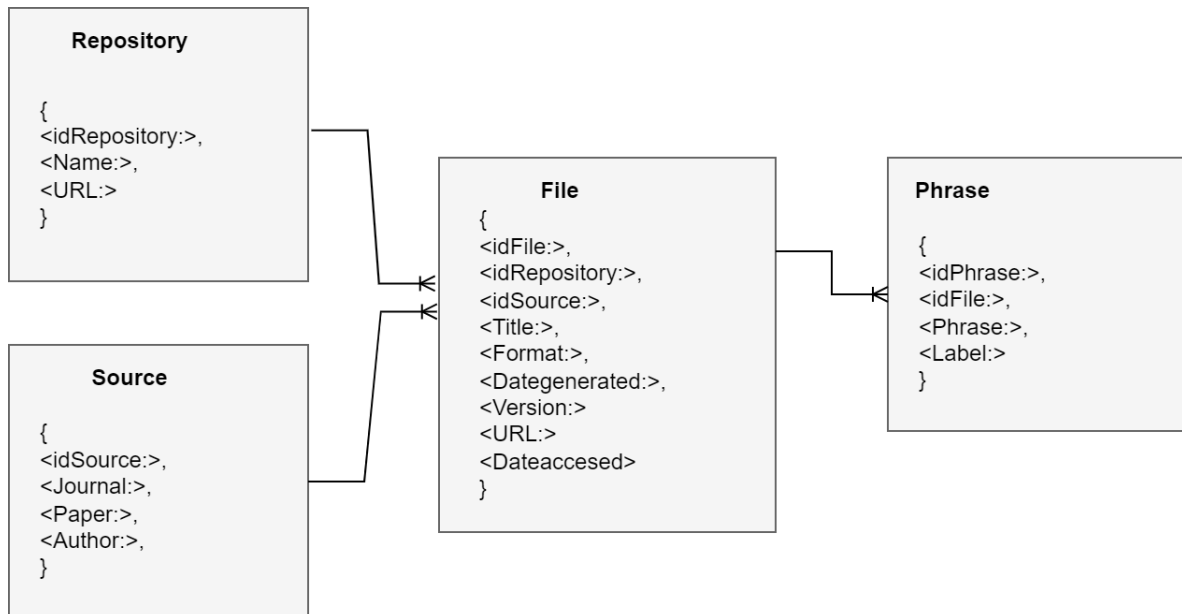 Repository
{
<idRepository:>,
<Name:>,
<URL:>
}
Source
{
<idSource:>,
<Journal:>,
<Paper:>,
<Author:>,
}
File
{
<idFile:>,
<idRepository:>,
<idSource:>,
<Title:>,
<Format:>,
<Dategenerated:>,
<Version:>
<URL:>
<Dateaccesed>
}
Phrase
{
<idPhrase:>,
<idFile:>,
<Phrase:>,
<Label:>
}